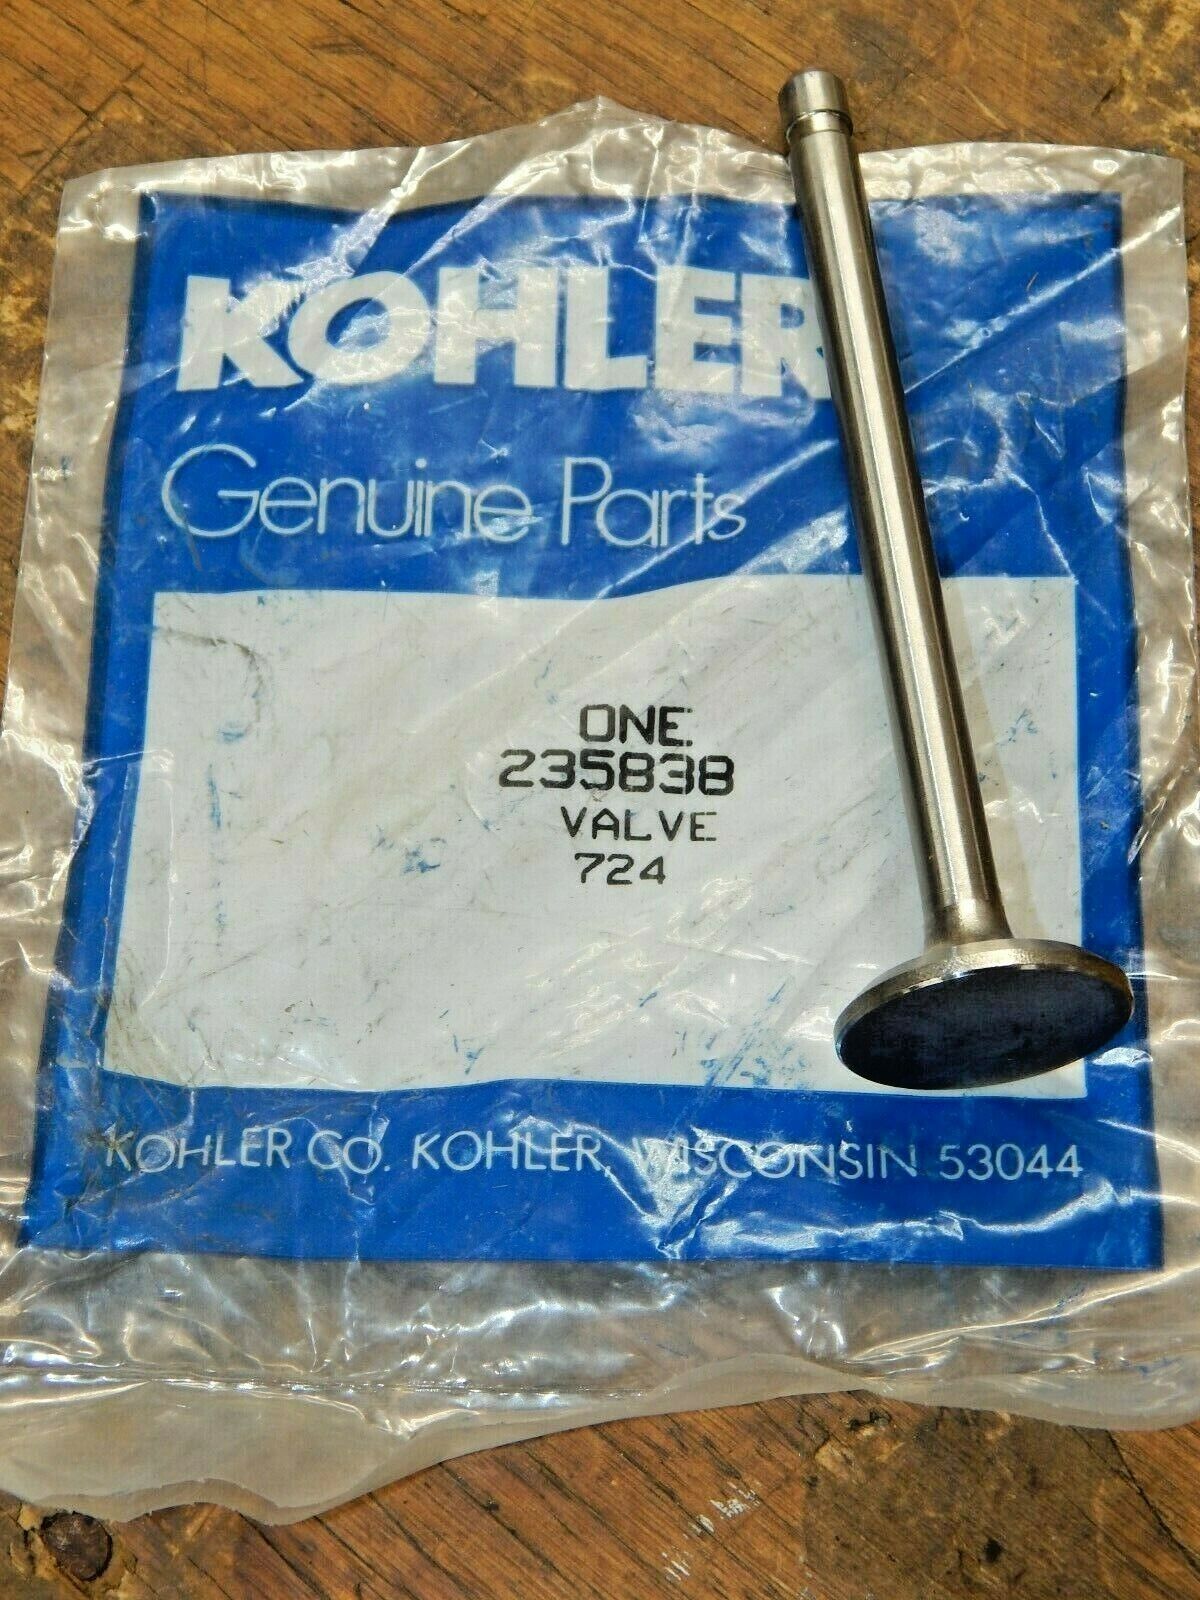 KOHLER
Genuine Parts
ONE
235838
VALVE
724
KOHLER CO. KOHLER, WISCONSIN 53044